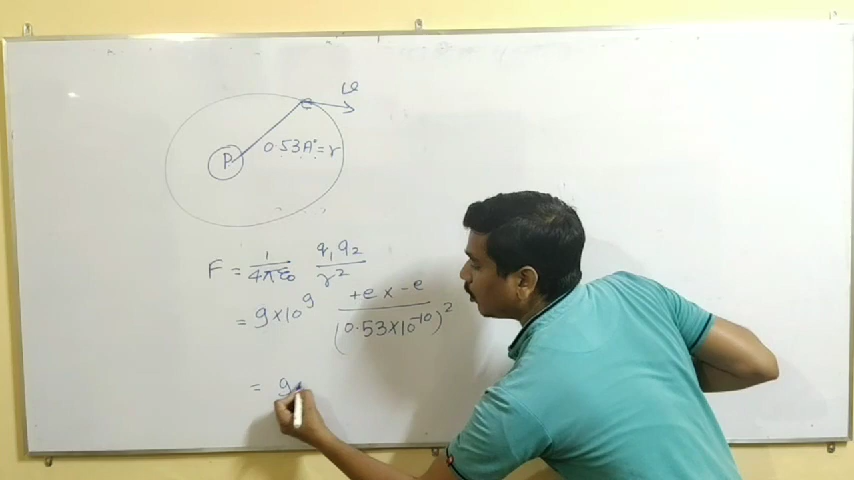 e
P
0.53A° = r
F = 1/4πε₀ q₁q₂/r²
= 9×10⁹ +e × -e/(0.53×10⁻¹⁰)²
= 9